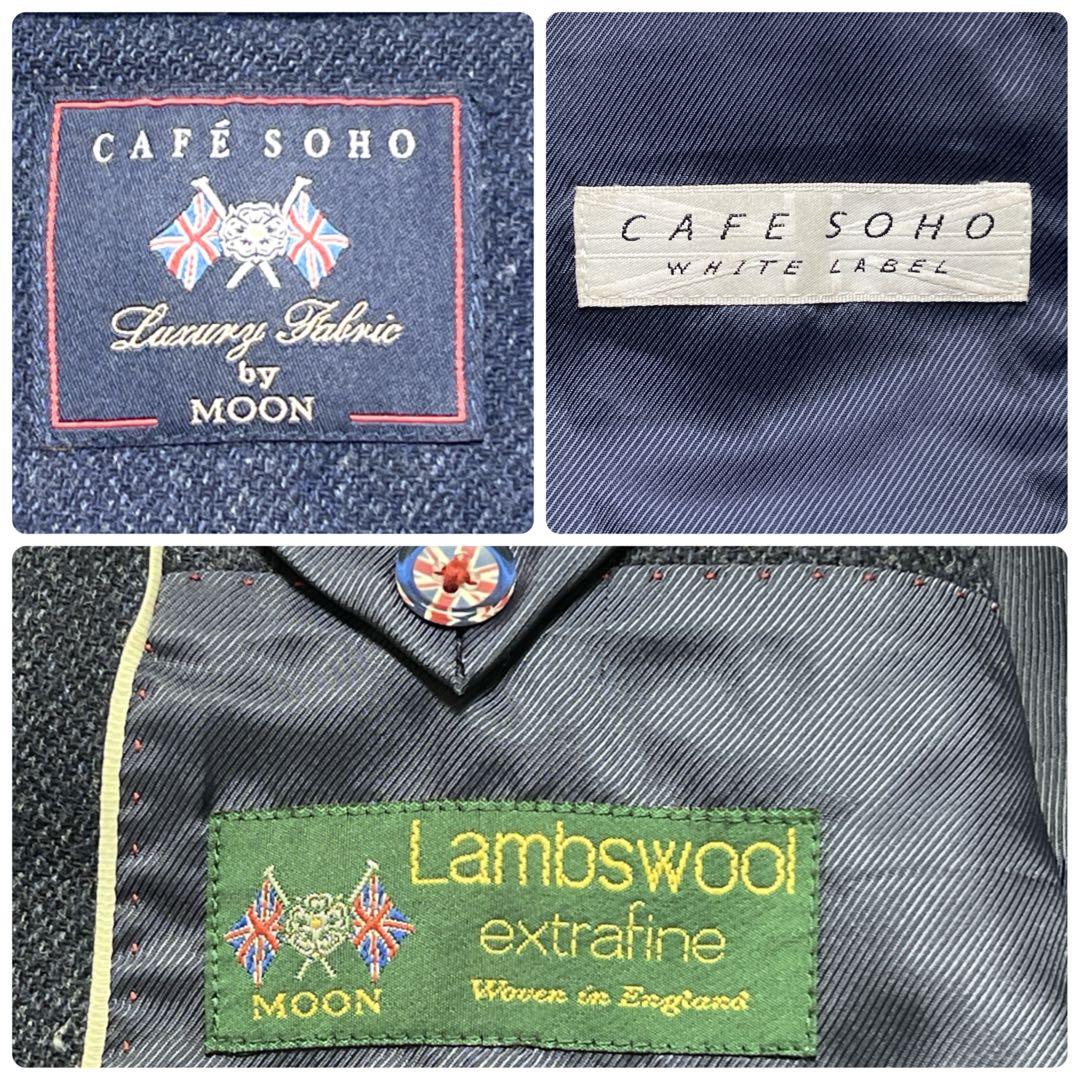 CAFÉ SOHO
Luxury Fabric
by
MOON
CAFE SOHO
WHITE LABEL
Lambswool
extrafine
Woven in England
MOON